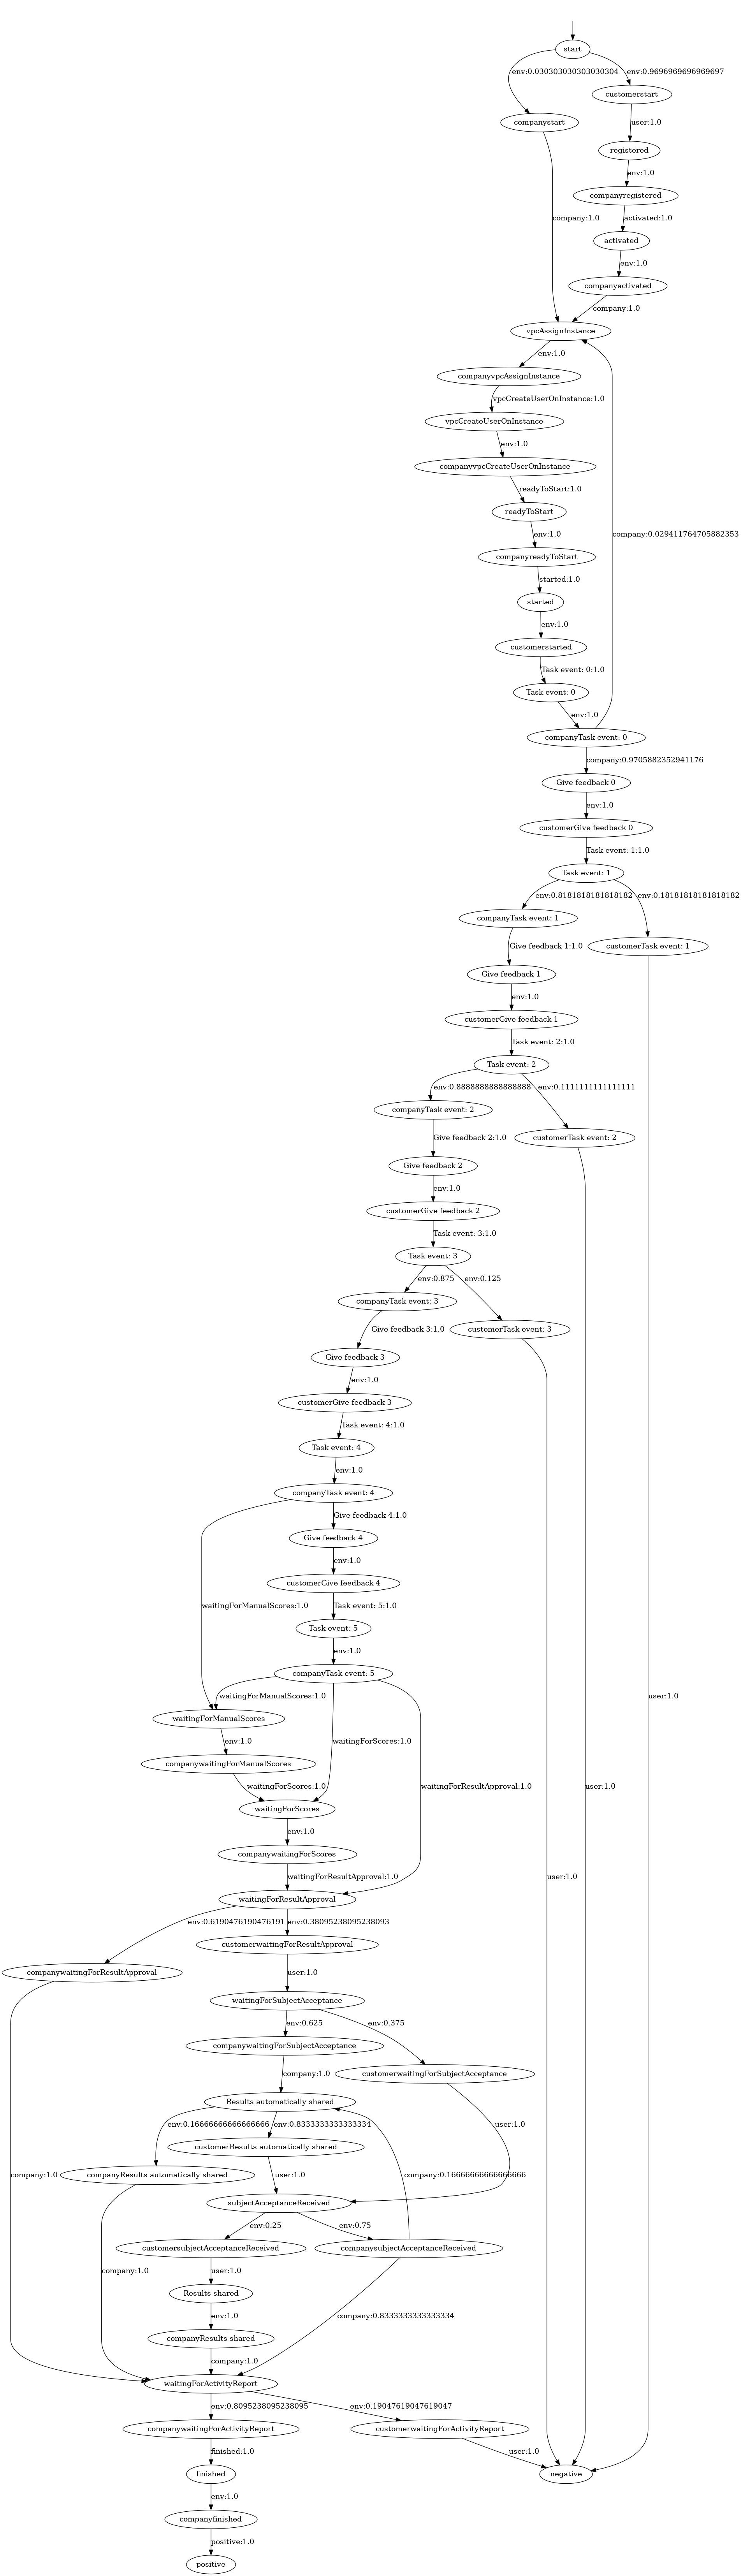 start
env:0.030303030303030304
env:0.9696969696969697
customerstart
companystart
user:1.0
registered
env:1.0
companyregistered
company:1.0
activated:1.0
activated
env:1.0
companyactivated
company:1.0
vpcAssignInstance
env:1.0
companyvpcAssignInstance
vpcCreateUserOnInstance:1.0
vpcCreateUserOnInstance
env:1.0
companyvpcCreateUserOnInstance
readyToStart:1.0
readyToStart
env:1.0
company:0.029411764705882353
companyreadyToStart
started:1.0
started
env:1.0
customerstarted
Task event: 0:1.0
Task event: 0
env:1.0
companyTask event: 0
company:0.9705882352941176
Give feedback 0
env:1.0
customerGive feedback 0
Task event: 1:1.0
Task event: 1
env:0.8181818181818182
env:0.18181818181818182
companyTask event: 1
customerTask event: 1
Give feedback 1:1.0
Give feedback 1
env:1.0
customerGive feedback 1
Task event: 2:1.0
Task event: 2
env:0.8888888888888888
env:0.1111111111111111
companyTask event: 2
customerTask event: 2
Give feedback 2:1.0
Give feedback 2
env:1.0
customerGive feedback 2
Task event: 3:1.0
Task event: 3
env:0.875
env:0.125
companyTask event: 3
customerTask event: 3
Give feedback 3:1.0
Give feedback 3
env:1.0
customerGive feedback 3
Task event: 4:1.0
Task event: 4
env:1.0
companyTask event: 4
Give feedback 4:1.0
Give feedback 4
env:1.0
customerGive feedback 4
waitingForManualScores:1.0
Task event: 5:1.0
Task event: 5
env:1.0
companyTask event: 5
waitingForManualScores:1.0
user:1.0
waitingForManualScores
env:1.0
waitingForScores:1.0
companywaitingForManualScores
waitingForScores:1.0
waitingForResultApproval:1.0
user:1.0
waitingForScores
env:1.0
companywaitingForScores
waitingForResultApproval:1.0
user:1.0
waitingForResultApproval
env:0.6190476190476191
env:0.38095238095238093
customerwaitingForResultApproval
companywaitingForResultApproval
user:1.0
waitingForSubjectAcceptance
env:0.625
env:0.375
companywaitingForSubjectAcceptance
customerwaitingForSubjectAcceptance
company:1.0
Results automatically shared
env:0.16666666666666666
env:0.8333333333333334
user:1.0
customerResults automatically shared
companyResults automatically shared
company:1.0
user:1.0
company:0.16666666666666666
subjectAcceptanceReceived
env:0.25
env:0.75
customersubjectAcceptanceReceived
companysubjectAcceptanceReceived
company:1.0
user:1.0
Results shared
env:1.0
company:0.8333333333333334
companyResults shared
company:1.0
waitingForActivityReport
env:0.8095238095238095
env:0.19047619047619047
companywaitingForActivityReport
customerwaitingForActivityReport
finished:1.0
user:1.0
finished
negative
env:1.0
companyfinished
positive:1.0
positive